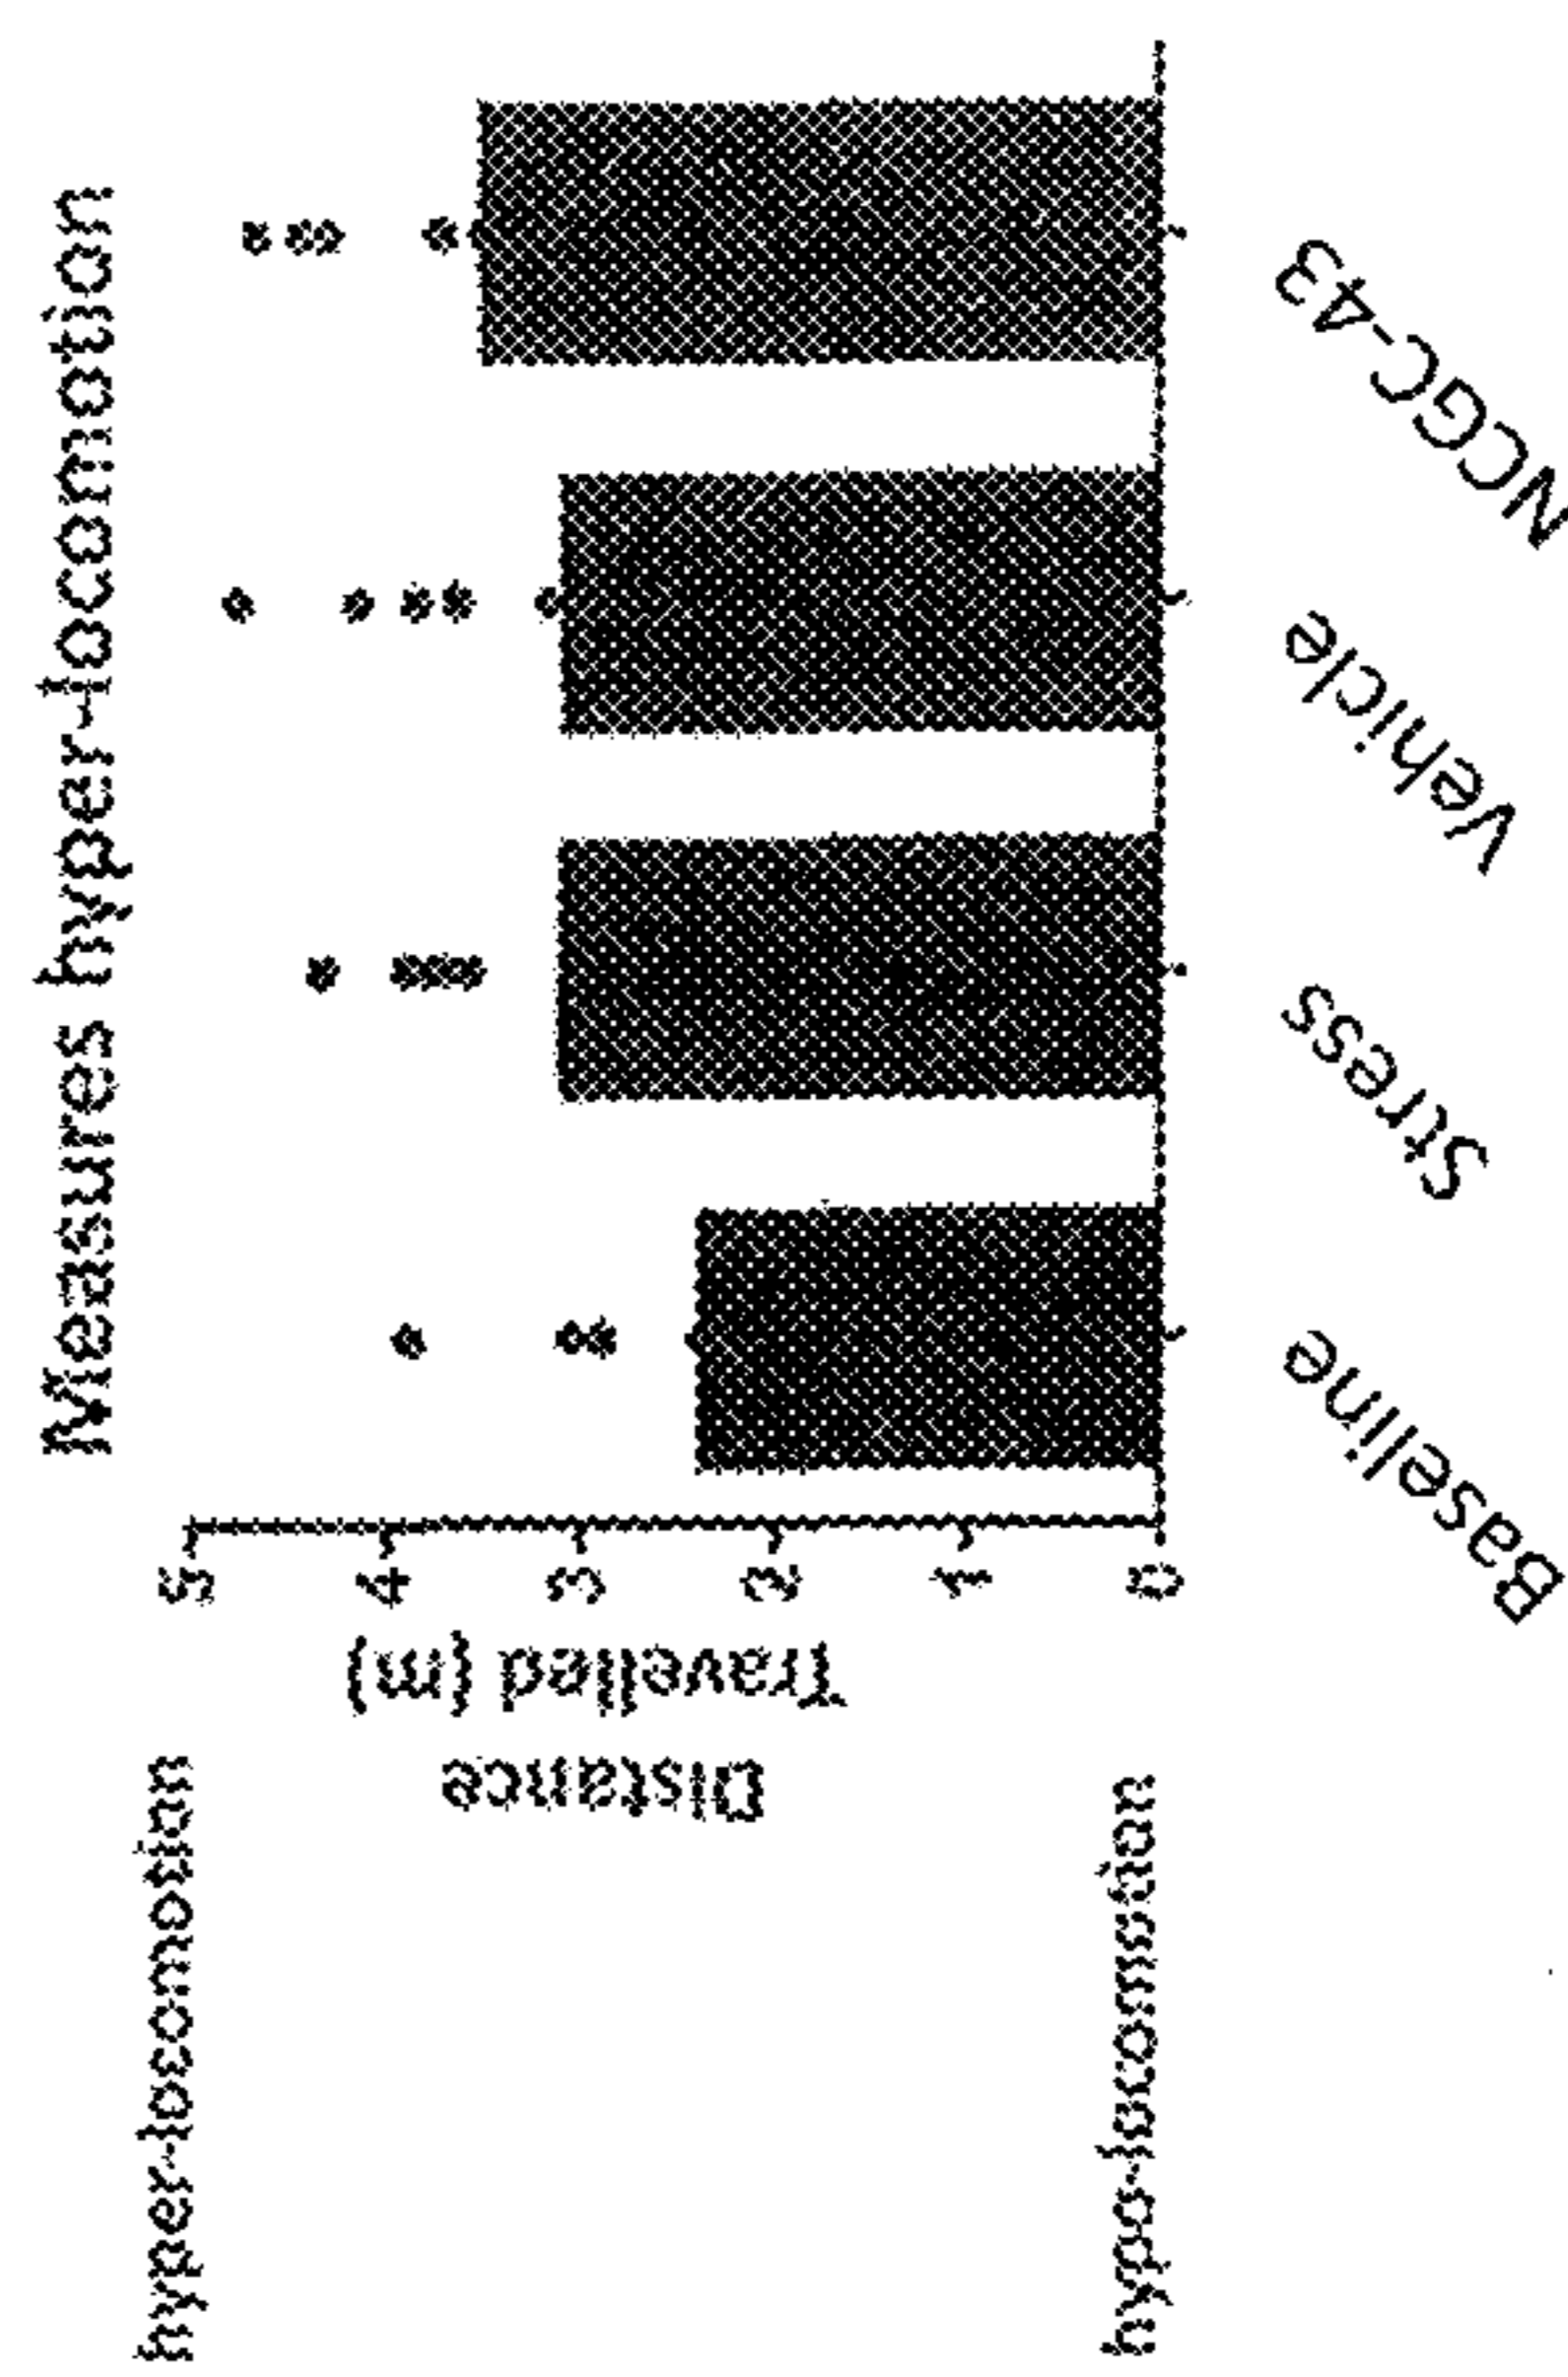 Measures hyper-locomotion
hyper-locomotion
Distance
Travelled (m)
hypo-locomotion
5
4
3
2
1
0
Baseline
Stress
Vehicle
NCGC-43